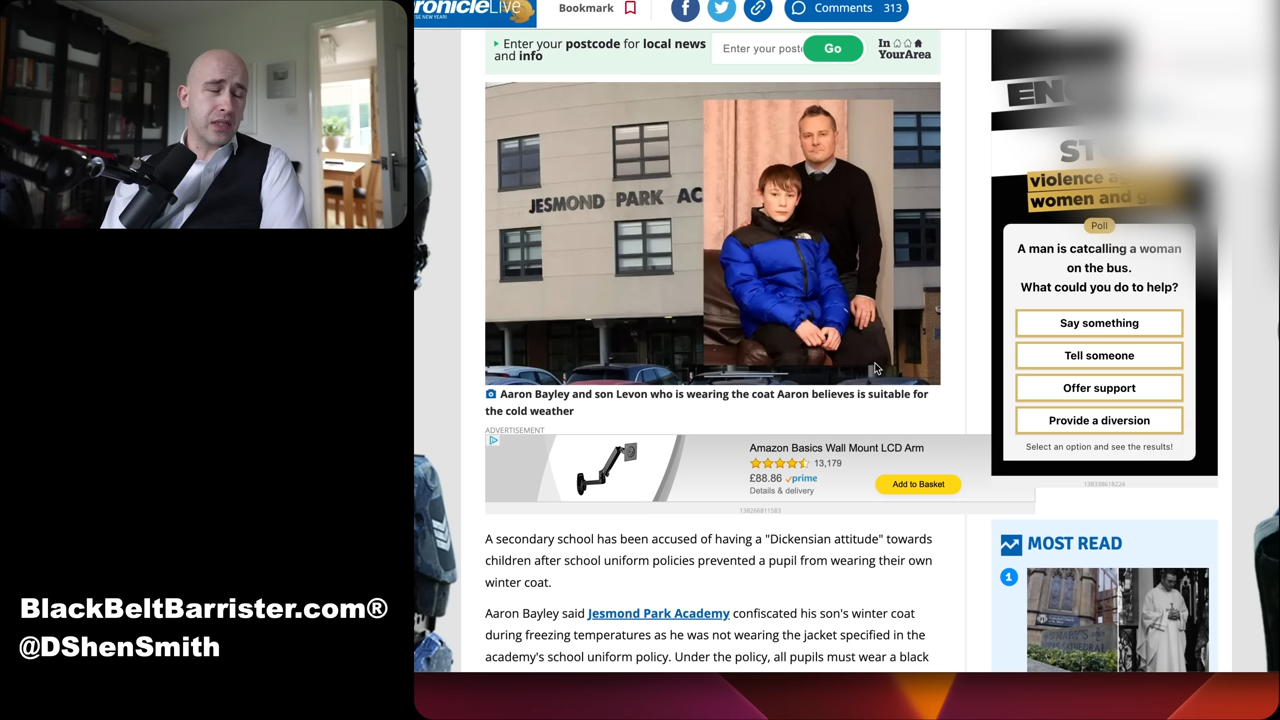 ronicleLive
SE NEW YEAR!
Bookmark
Comments 313
Enter your postcode for local news
and info
Go
In
YourArea
JESMOND PARK AC
Aaron Bayley and son Levon who is wearing the coat Aaron believes is suitable for
the cold weather
ADVERTISEMENT
Amazon Basics Wall Mount LCD Arm
13,179
£88.86 prime
Details & delivery
Add to Basket
138266811583
A secondary school has been accused of having a "Dickensian attitude" towards
children after school uniform policies prevented a pupil from wearing their own
winter coat.
Aaron Bayley said Jesmond Park Academy confiscated his son's winter coat
during freezing temperatures as he was not wearing the jacket specified in the
academy's school uniform policy. Under the policy, all pupils must wear a black
violence
women and
Poll
A man is catcalling a woman
on the bus.
What could you do to help?
Say something
Tell someone
Offer support
Provide a diversion
Select an option and see the results!
138338618224
MOST READ
1
BlackBeltBarrister.com®
@DShenSmith